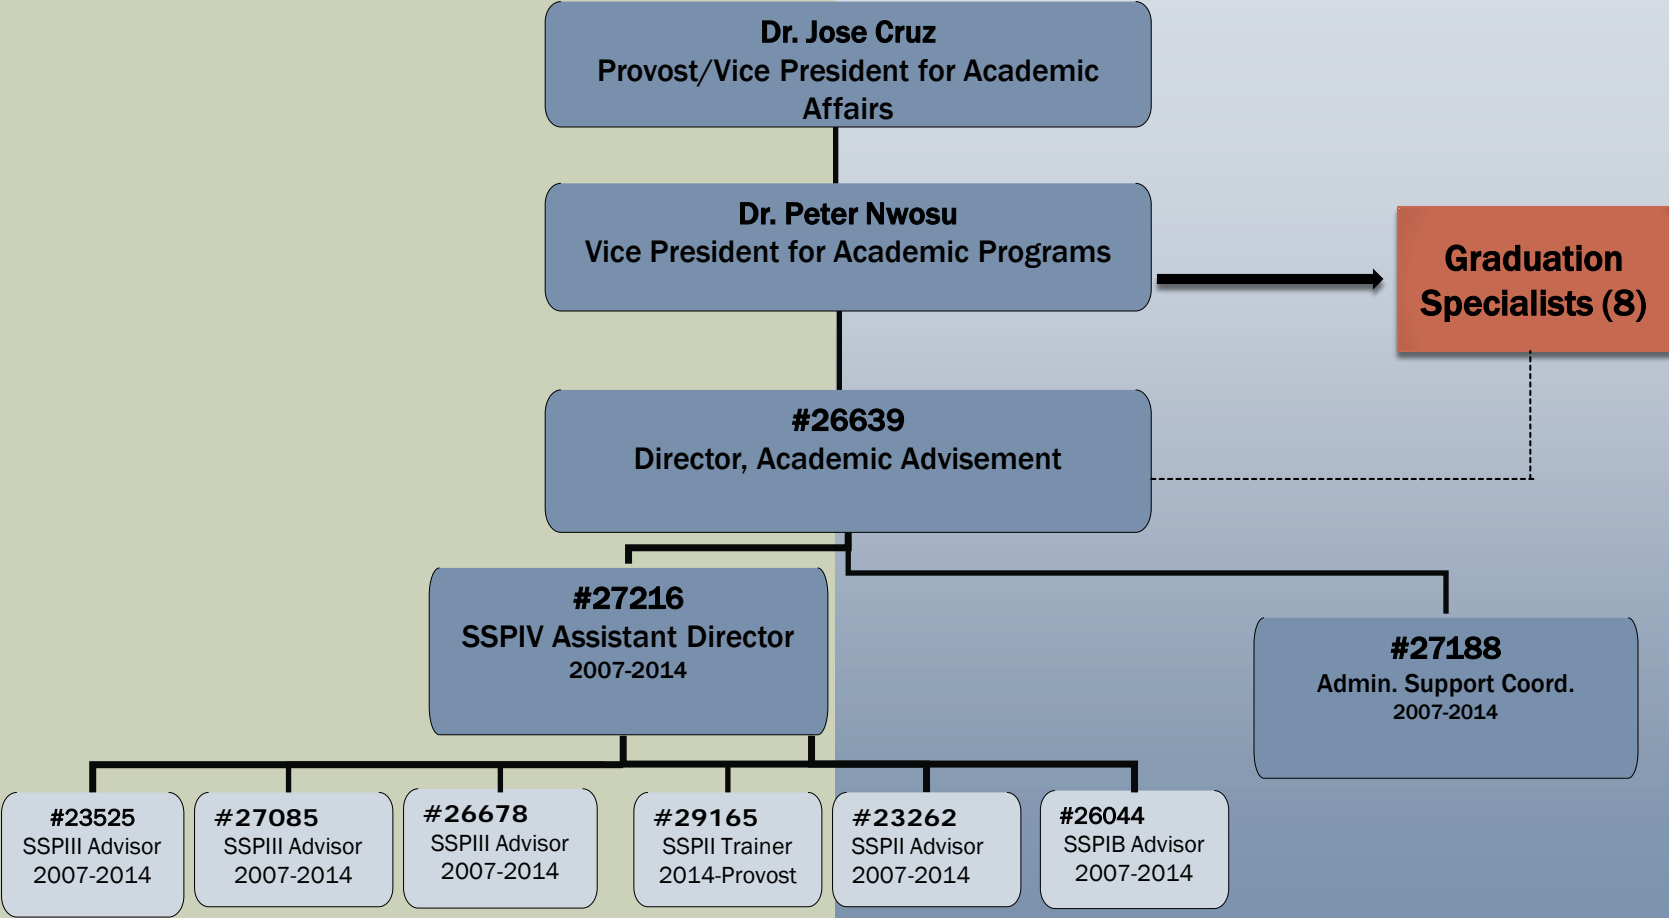 Dr. Jose Cruz
Provost/Vice President for Academic
Affairs
Dr. Peter Nwosu
Vice President for Academic Programs
Graduation
Specialists (8)
#26639
Director, Academic Advisement
#27216
SSPIV Assistant Director
2007-2014
#27188
Admin. Support Coord.
2007-2014
#23525
SSPIII Advisor
2007-2014
#27085
SSPIII Advisor
2007-2014
#26678
SSPIII Advisor
2007-2014
#29165
SSPII Trainer
2014-Provost
#23262
SSPII Advisor
2007-2014
#26044
SSPIB Advisor
2007-2014